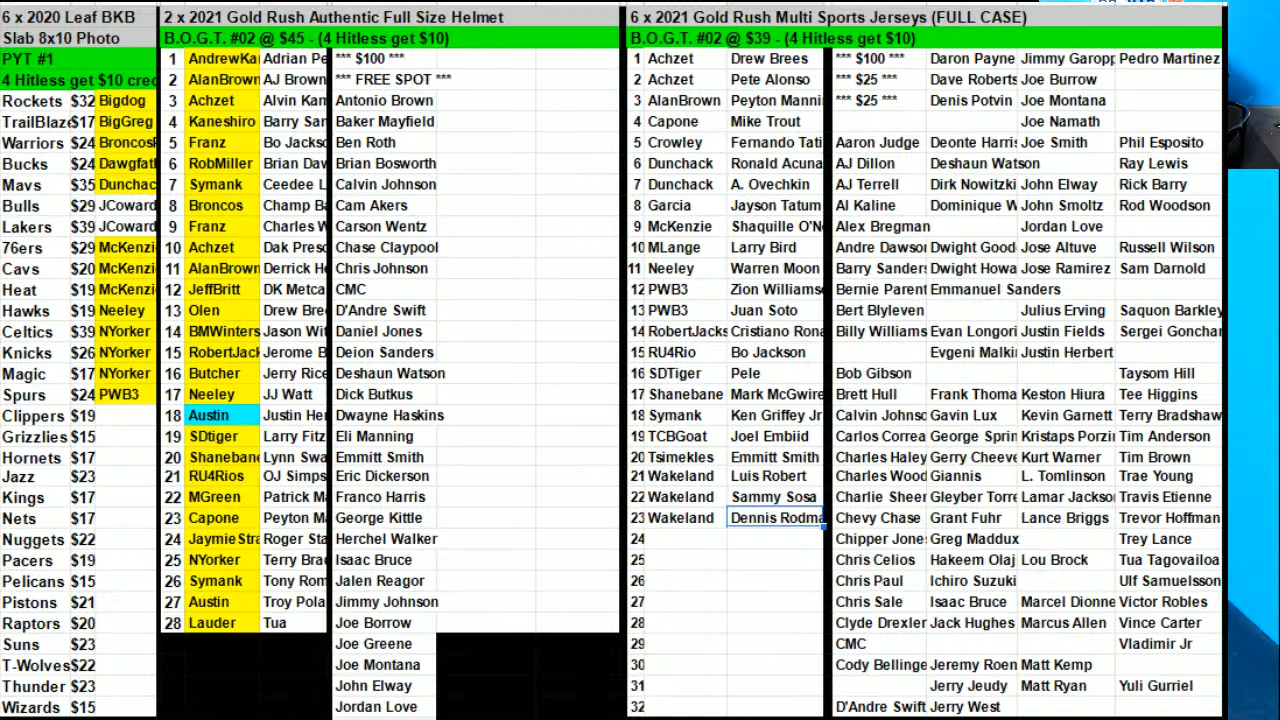 6 x 2020 Leaf BKB 2 x 2021 Gold Rush Authentic Full Size Helmet 6 x 2021 Gold Rush Multi Sports Jerseys (FULL CASE)
Slab 8x10 Photo B.O.G.T. #02 @ $45 - (4 Hitless get $10) B.O.G.T. #02 @ $39 - (4 Hitless get $10)
PYT #1 1 AndrewKa Adrian Pe *** $100 *** 1 Achzet Drew Brees *** $100 *** Daron Payne Jimmy Garopp Pedro Martinez
4 Hitless get $10 cred 2 AlanBrown AJ Brown *** FREE SPOT *** 2 Achzet Pete Alonso *** $25 *** Dave Roberts Joe Burrow
Rockets $32 Bigdog 3 Achzet Alvin Kam Antonio Brown 3 AlanBrown Peyton Manni *** $25 *** Denis Potvin Joe Montana
TrailBlaze $17 BigGreg 4 Kaneshiro Barry San Baker Mayfield 4 Capone Mike Trout Joe Namath
Warriors $24 Broncos 5 Franz Bo Jackso Ben Roth 5 Crowley Fernando Tati Aaron Judge Deonte Harris Joe Smith Phil Esposito
Bucks $24 Dawgfat 6 RobMiller Brian Daw Brian Bosworth 6 Dunchack Ronald Acuna AJ Dillon Deshaun Watson Ray Lewis
Mavs $35 Dunchac 7 Symank Ceedee L Calvin Johnson 7 Dunchack A. Ovechkin AJ Terrell Dirk Nowitzki John Elway Rick Barry
Bulls $29 JCoward 8 Broncos Champ Ba Cam Akers 8 Garcia Jayson Tatum Al Kaline Dominique W John Smoltz Rod Woodson
Lakers $39 JCoward 9 Franz Charles W Carson Wentz 9 McKenzie Shaquille O'N Alex Bregman Jordan Love
76ers $29 McKenzi 10 Achzet Dak Presc Chase Claypool 10 MLange Larry Bird Andre Dawson Dwight Good Jose Altuve Russell Wilson
Cavs $20 McKenzi 11 AlanBrown Derrick He Chris Johnson 11 Neeley Warren Moon Barry Sanders Dwight Howa Jose Ramirez Sam Darnold
Heat $19 McKenzi 12 JeffBritt DK Metca CMC 12 PWB3 Zion Williams Bernie Parent Emmanuel Sanders
Hawks $19 Neeley 13 Olen Drew Bree D'Andre Swift 13 PWB3 Juan Soto Bert Blyleven Julius Erving Saquon Barkley
Celtics $39 NYorker 14 BMWinters Jason Wit Daniel Jones 14 RobertJacks Cristiano Rona Billy Williams Evan Longori Justin Fields Sergei Gonchar
Knicks $26 NYorker 15 RobertJack Jerome B Deion Sanders 15 RU4Rio Bo Jackson Evgeni Malkin Justin Herbert
Magic $17 NYorker 16 Butcher Jerry Rice Deshaun Watson 16 SDTiger Pele Bob Gibson Taysom Hill
Spurs $24 PWB3 17 Neeley JJ Watt Dick Butkus 17 Shanebane Mark McGwire Brett Hull Frank Thoma Keston Hiura Tee Higgins
Clippers $19 18 Austin Justin Her Dwayne Haskins 18 Symank Ken Griffey Jr Calvin Johnso Gavin Lux Kevin Garnett Terry Bradshaw
Grizzlies $15 19 SDtiger Larry Fitz Eli Manning 19 TCBGoat Joel Embiid Carlos Correa George Sprin Kristaps Porzin Tim Anderson
Hornets $17 20 Shanebane Lynn Swa Emmitt Smith 20 Tsimekles Emmitt Smith Charles Haley Gerry Cheeve Kurt Warner Tim Brown
Jazz $23 21 RU4Rios OJ Simps Eric Dickerson 21 Wakeland Luis Robert Charles Wood Giannis L. Tomlinson Trae Young
Kings $17 22 MGreen Patrick Ma Franco Harris 22 Wakeland Sammy Sosa Charlie Sheen Gleyber Torre Lamar Jackson Travis Etienne
Nets $17 23 Capone Peyton Ma George Kittle 23 Wakeland Dennis Rodma Chevy Chase Grant Fuhr Lance Briggs Trevor Hoffman
Nuggets $22 24 JaymieStra Roger Sta Herchel Walker 24 Chipper Jones Greg Maddux Trey Lance
Pacers $19 25 NYorker Terry Brad Isaac Bruce 25 Chris Celios Hakeem Olaj Lou Brock Tua Tagovailoa
Pelicans $15 26 Symank Tony Rom Jalen Reagor 26 Chris Paul Ichiro Suzuki Ulf Samuelsson
Pistons $21 27 Austin Troy Pola Jimmy Johnson 27 Chris Sale Isaac Bruce Marcel Dionne Victor Robles
Raptors $20 28 Lauder Tua Joe Borrow 28 Clyde Drexler Jack Hughes Marcus Allen Vince Carter
Suns $23 Joe Greene 29 CMC Vladimir Jr
T-Wolves $22 Joe Montana 30 Cody Bellinge Jeremy Roen Matt Kemp
Thunder $23 John Elway 31 Jerry Jeudy Matt Ryan Yuli Gurriel
Wizards $15 Jordan Love 32 D'Andre Swift Jerry West